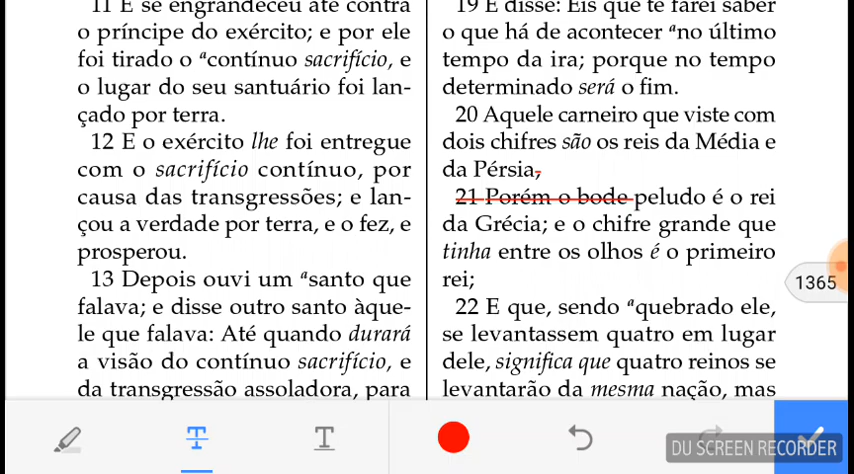 11 E se engrandeceu até contra
o príncipe do exército; e por ele
foi tirado o ᵃcontínuo sacrifício, e
o lugar do seu santuário foi lan-
çado por terra.
12 E o exército lhe foi entregue
com o sacrifício contínuo, por
causa das transgressões; e lan-
çou a verdade por terra, e o fez, e
prosperou.
13 Depois ouvi um ᵃsanto que
falava; e disse outro santo àque-
le que falava: Até quando durará
a visão do contínuo sacrifício, e
da transgressão assoladora, para
19 E disse: Eis que te farei saber
o que há de acontecer ᵃno último
tempo da ira; porque no tempo
determinado será o fim.
20 Aquele carneiro que viste com
dois chifres são os reis da Média e
da Pérsia,
21 Porém o bode peludo é o rei
da Grécia; e o chifre grande que
tinha entre os olhos é o primeiro
rei;
22 E que, sendo ᵃquebrado ele,
se levantassem quatro em lugar
dele, significa que quatro reinos se
levantarão da mesma nação, mas
1365
T
T
DU SCREEN RECORDER